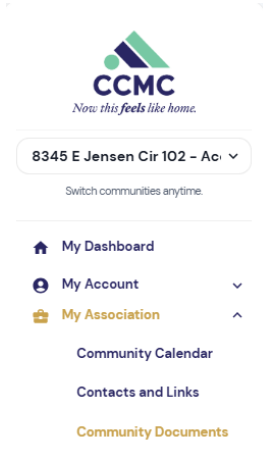 CCMC
Now this feels like home.
8345 E Jensen Cir 102 - Ac
Switch communities anytime.
My Dashboard
My Account
My Association
Community Calendar
Contacts and Links
Community Documents